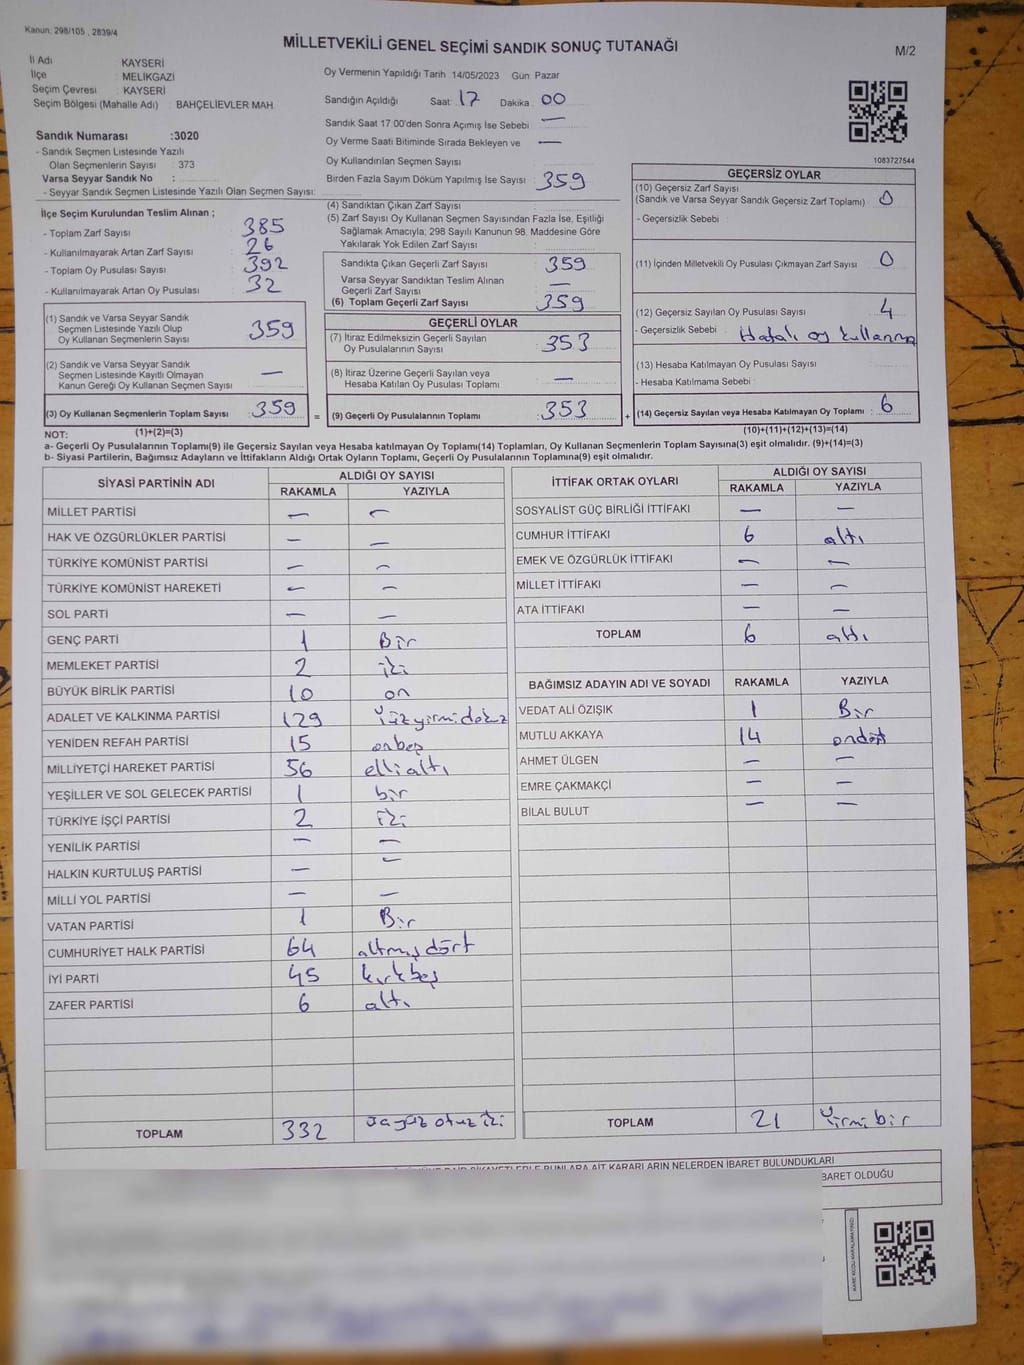 Kanun: 298/105 , 2839/4
MİLLETVEKİLİ GENEL SEÇİMİ SANDIK SONUÇ TUTANAĞI
M/2
İl Adı KAYSERİ
İlçe : MELİKGAZİ
Seçim Çevresi : KAYSERİ
Seçim Bölgesi (Mahalle Adı) : BAHÇELİEVLER MAH.
Sandık Numarası :3020
- Sandık Seçmen Listesinde Yazılı
Olan Seçmenlerin Sayısı : 373
Varsa Seyyar Sandık No :
- Seyyar Sandık Seçmen Listesinde Yazılı Olan Seçmen Sayısı:
Oy Vermenin Yapıldığı Tarih :14/05/2023 Gün: Pazar
Sandığın Açıldığı Saat 17 Dakika 00
Sandık Saat 17:00'den Sonra Açımış İse Sebebi —
Oy Verme Saati Bitiminde Sırada Bekleyen ve —
Oy Kullandırılan Seçmen Sayısı
Birden Fazla Sayım Döküm Yapılmış İse Sayısı 359
1083727544
İlçe Seçim Kurulundan Teslim Alınan ;
- Toplam Zarf Sayısı : 385
- Kullanılmayarak Artan Zarf Sayısı : 26
- Toplam Oy Pusulası Sayısı : 392
- Kullanılmayarak Artan Oy Pusulası : 32
(1) Sandık ve Varsa Seyyar Sandık
Seçmen Listesinde Yazılı Olup
Oy Kullanan Seçmenlerin Sayısı 359
(2) Sandık ve Varsa Seyyar Sandık
Seçmen Listesinde Kayıtlı Olmayan —
Kanun Gereği Oy Kullanan Seçmen Sayısı
(3) Oy Kullanan Seçmenlerin Toplam Sayısı 359 =
(4) Sandıktan Çıkan Zarf Sayısı
(5) Zarf Sayısı Oy Kullanan Seçmen Sayısından Fazla İse, Eşitliği
Sağlamak Amacıyla; 298 Sayılı Kanunun 98. Maddesine Göre
Yakılarak Yok Edilen Zarf Sayısı :
Sandıkta Çıkan Geçerli Zarf Sayısı 359
Varsa Seyyar Sandıktan Teslim Alınan
Geçerli Zarf Sayısı —
(6) Toplam Geçerli Zarf Sayısı 359
GEÇERLİ OYLAR
(7) İtiraz Edilmeksizin Geçerli Sayılan
Oy Pusulalarının Sayısı 353
(8) İtiraz Üzerine Geçerli Sayılan veya
Hesaba Katılan Oy Pusulası Toplamı —
(9) Geçerli Oy Pusulalarının Toplamı 353 +
GEÇERSİZ OYLAR
(10) Geçersiz Zarf Sayısı
(Sandık ve Varsa Seyyar Sandık Geçersiz Zarf Toplamı) : 0
- Geçersizlik Sebebi :
(11) İçinden Milletvekili Oy Pusulası Çıkmayan Zarf Sayısı : 0
(12) Geçersiz Sayılan Oy Pusulası Sayısı : 4
- Geçersizlik Sebebi : Hatalı oy kullanma
(13) Hesaba Katılmayan Oy Pusulası Sayısı :
- Hesaba Katılmama Sebebi :
(14) Geçersiz Sayılan veya Hesaba Katılmayan Oy Toplamı : 6
NOT: (1)+(2)=(3) (10)+(11)+(12)+(13)=(14)
a- Geçerli Oy Pusulalarının Toplamı(9) ile Geçersiz Sayılan veya Hesaba katılmayan Oy Toplamı(14) Toplamları, Oy Kullanan Seçmenlerin Toplam Sayısına(3) eşit olmalıdır. (9)+(14)=(3)
b- Siyasi Partilerin, Bağımsız Adayların ve İttifakların Aldığı Ortak Oyların Toplamı, Geçerli Oy Pusulalarının Toplamına(9) eşit olmalıdır.
SİYASİ PARTİNİN ADI ALDIĞI OY SAYISI
RAKAMLA YAZIYLA
MİLLET PARTİSİ — —
HAK VE ÖZGÜRLÜKLER PARTİSİ — —
TÜRKİYE KOMÜNİST PARTİSİ — —
TÜRKİYE KOMÜNİST HAREKETİ — —
SOL PARTİ — —
GENÇ PARTİ 1 Bir
MEMLEKET PARTİSİ 2 iki
BÜYÜK BİRLİK PARTİSİ 10 on
ADALET VE KALKINMA PARTİSİ 129 Yüzyirmidokuz
YENİDEN REFAH PARTİSİ 15 onbeş
MİLLİYETÇİ HAREKET PARTİSİ 56 elli altı
YEŞİLLER VE SOL GELECEK PARTİSİ 1 bir
TÜRKİYE İŞÇİ PARTİSİ 2 iki
YENİLİK PARTİSİ — —
HALKIN KURTULUŞ PARTİSİ — —
MİLLİ YOL PARTİSİ — —
VATAN PARTİSİ 1 Bir
CUMHURİYET HALK PARTİSİ 64 altmış dört
İYİ PARTİ 45 kırkbeş
ZAFER PARTİSİ 6 altı
TOPLAM 332 otuz iki
İTTİFAK ORTAK OYLARI ALDIĞI OY SAYISI
RAKAMLA YAZIYLA
SOSYALİST GÜÇ BİRLİĞİ İTTİFAKI — —
CUMHUR İTTİFAKI 6 altı
EMEK VE ÖZGÜRLÜK İTTİFAKI — —
MİLLET İTTİFAKI — —
ATA İTTİFAKI — —
TOPLAM 6 altı
BAĞIMSIZ ADAYIN ADI VE SOYADI RAKAMLA YAZIYLA
VEDAT ALİ ÖZIŞIK 1 Bir
MUTLU AKKAYA 14 ondört
AHMET ÜLGEN — —
EMRE ÇAKMAKÇİ — —
BİLAL BULUT — —
TOPLAM 21 Yirmi bir
KARARLARIN NELERDEN İBARET BULUNDUKLARI
İBARET OLDUĞU